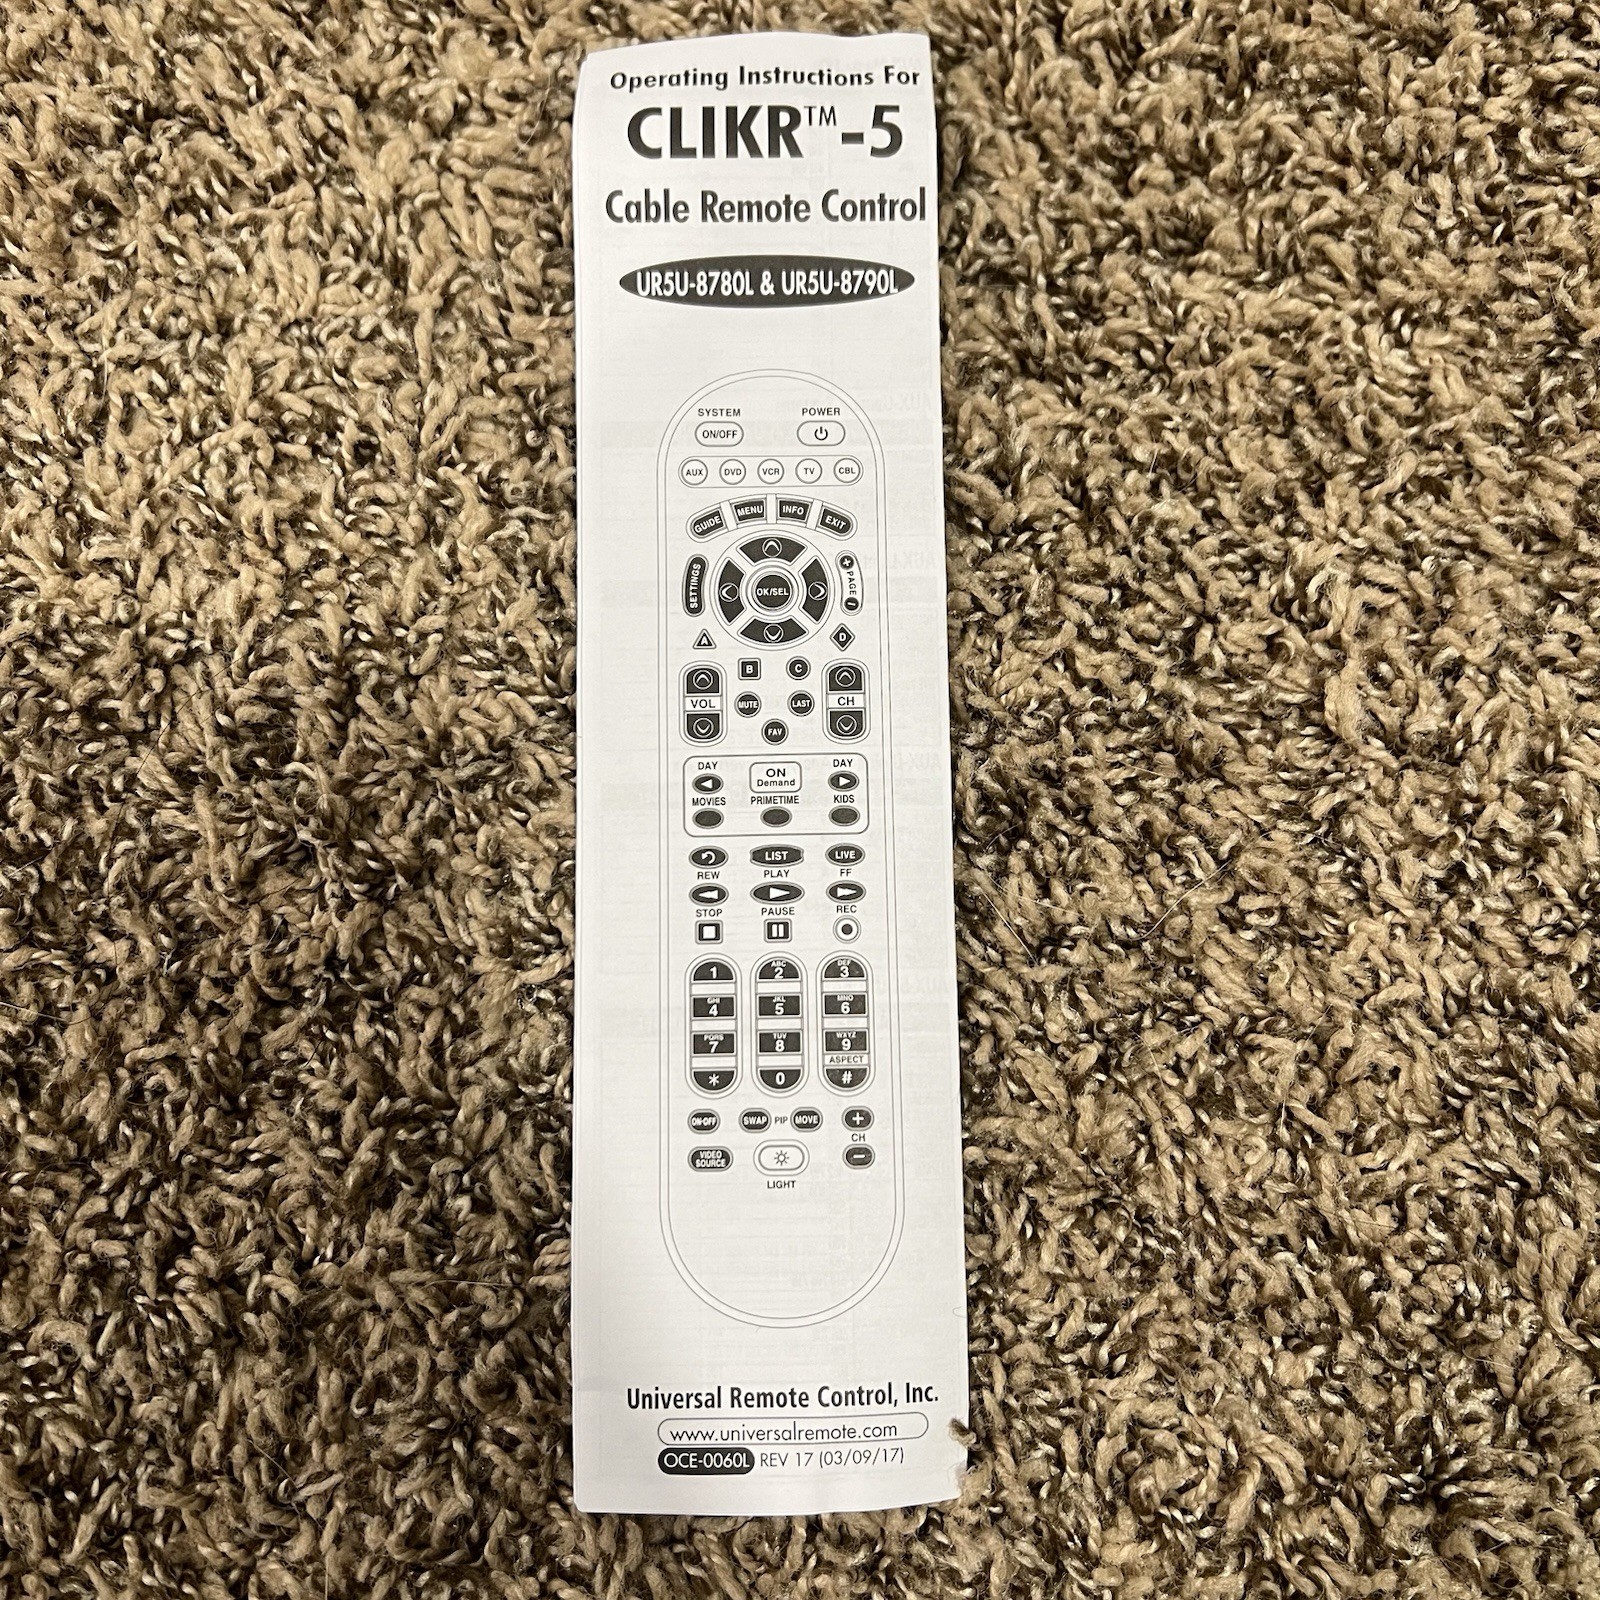 Operating Instructions For
CLIKR™-5
Cable Remote Control
UR5U-8780L & UR5U-8790L
SYSTEM POWER
ON/OFF
AUX DVD VCR TV CBL
GUIDE MENU INFO EXIT
SETTINGS OK/SEL + PAGE -
A D
B C
VOL MUTE LAST CH
FAV
DAY ON Demand DAY
MOVIES PRIMETIME KIDS
LIST LIVE
REW PLAY FF
STOP PAUSE REC
1 ABC 2 DEF 3
GHI 4 JKL 5 MNO 6
PQRS 7 TUV 8 WXYZ 9
ASPECT
* 0 #
ON-OFF SWAP PIP MOVE +
CH
VIDEO SOURCE -
LIGHT
Universal Remote Control, Inc.
www.universalremote.com
OCE-0060L REV 17 (03/09/17)